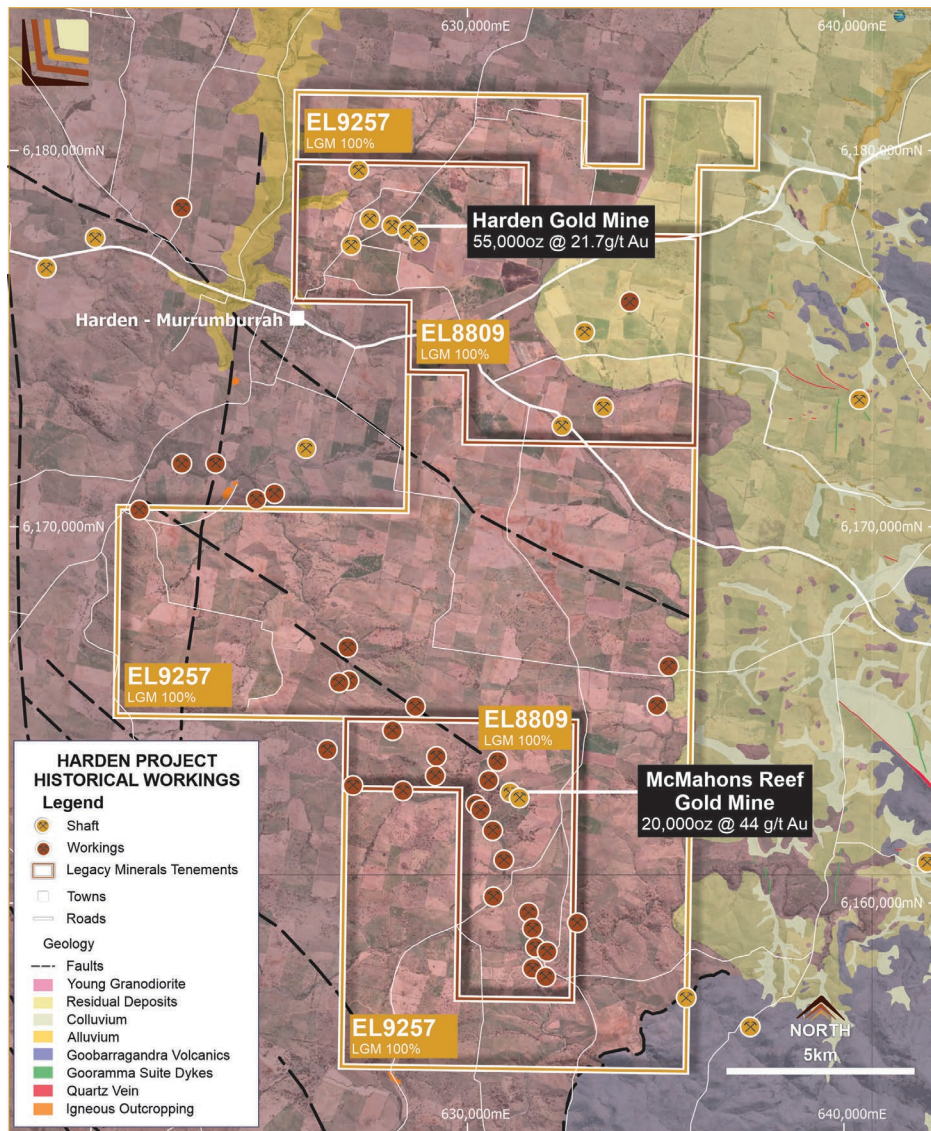 630,000mE
640,000mE
EL9257
LGM 100%
6,180,000mN
6,180,000mN
Harden Gold Mine
55,000oz @ 21.7g/t Au
Harden - Murrumburrah
EL8809
LGM 100%
6,170,000mN
6,170,000mN
EL9257
LGM 100%
EL8809
LGM 100%
McMahons Reef
Gold Mine
20,000oz @ 44 g/t Au
HARDEN PROJECT
HISTORICAL WORKINGS
Legend
Shaft
Workings
Legacy Minerals Tenements
Towns
Roads
Geology
Faults
Young Granodiorite
Residual Deposits
Colluvium
Alluvium
Goobarragandra Volcanics
Gooramma Suite Dykes
Quartz Vein
Igneous Outcropping
6,160,000mN
EL9257
LGM 100%
NORTH
5km
630,000mE
640,000mE